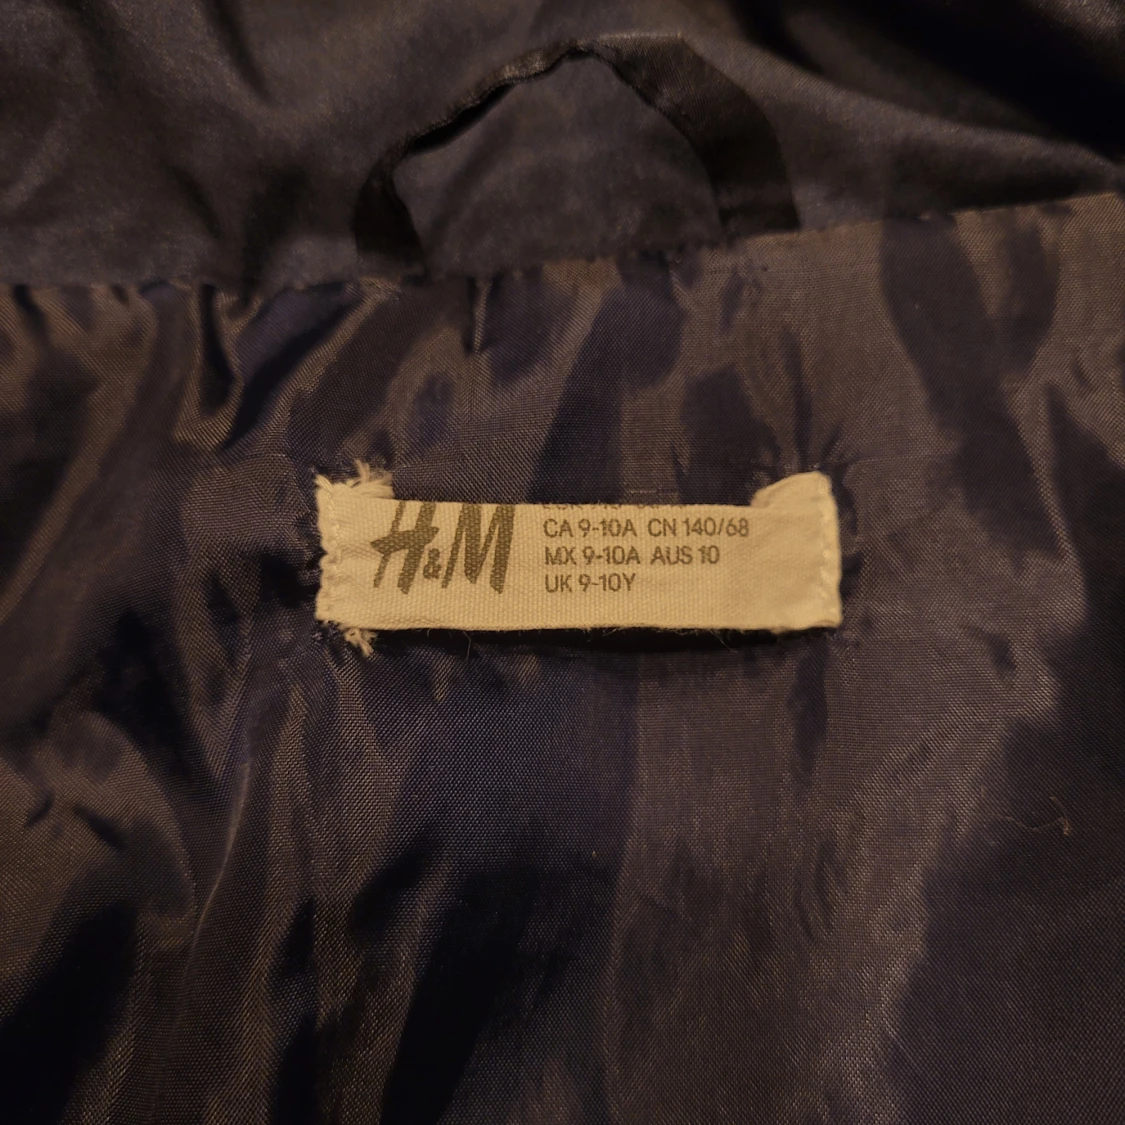 H&M
CA 9-10A CN 140/68
MX 9-10A AUS 10
UK 9-10Y